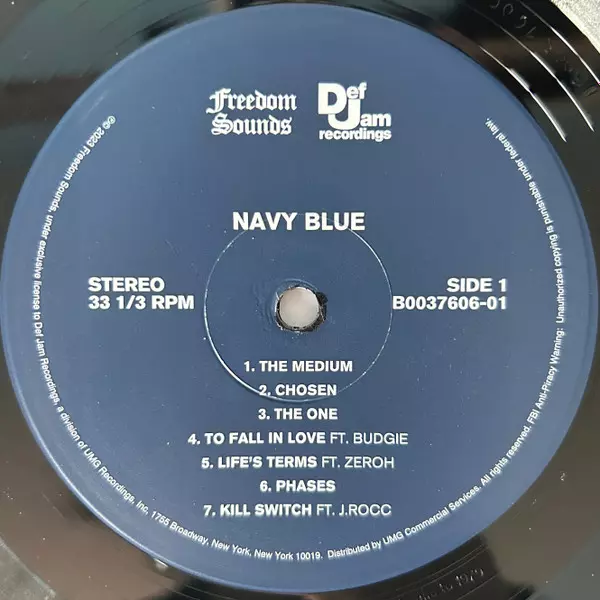 Freedom
Sounds
Def
Jam
recordings
NAVY BLUE
STEREO
33 1/3 RPM
SIDE 1
B0037606-01
1. THE MEDIUM
2. CHOSEN
3. THE ONE
4. TO FALL IN LOVE FT. BUDGIE
5. LIFE'S TERMS FT. ZEROH
6. PHASES
7. KILL SWITCH FT. J.ROCC
℗© 2023 Freedom Sounds, under exclusive license to Def Jam Recordings, a division of UMG Recordings, Inc. 1755 Broadway, New York, New York 10019. Distributed by UMG Commercial Services. All rights reserved. FBI Anti-Piracy Warning: Unauthorized copying is punishable under federal law.